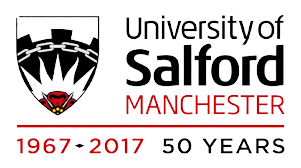 University of
Salford
MANCHESTER
1967-2017 50 YEARS